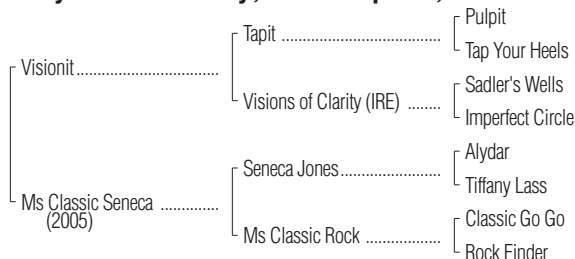 Pulpit
Tapit ........................................
Tap Your Heels
Visionit ....................................
Sadler's Wells
Visions of Clarity (IRE) ........
Imperfect Circle
Alydar
Seneca Jones.........................
Tiffany Lass
Ms Classic Seneca ...............
(2005)
Classic Go Go
Ms Classic Rock ...................
Rock Finder